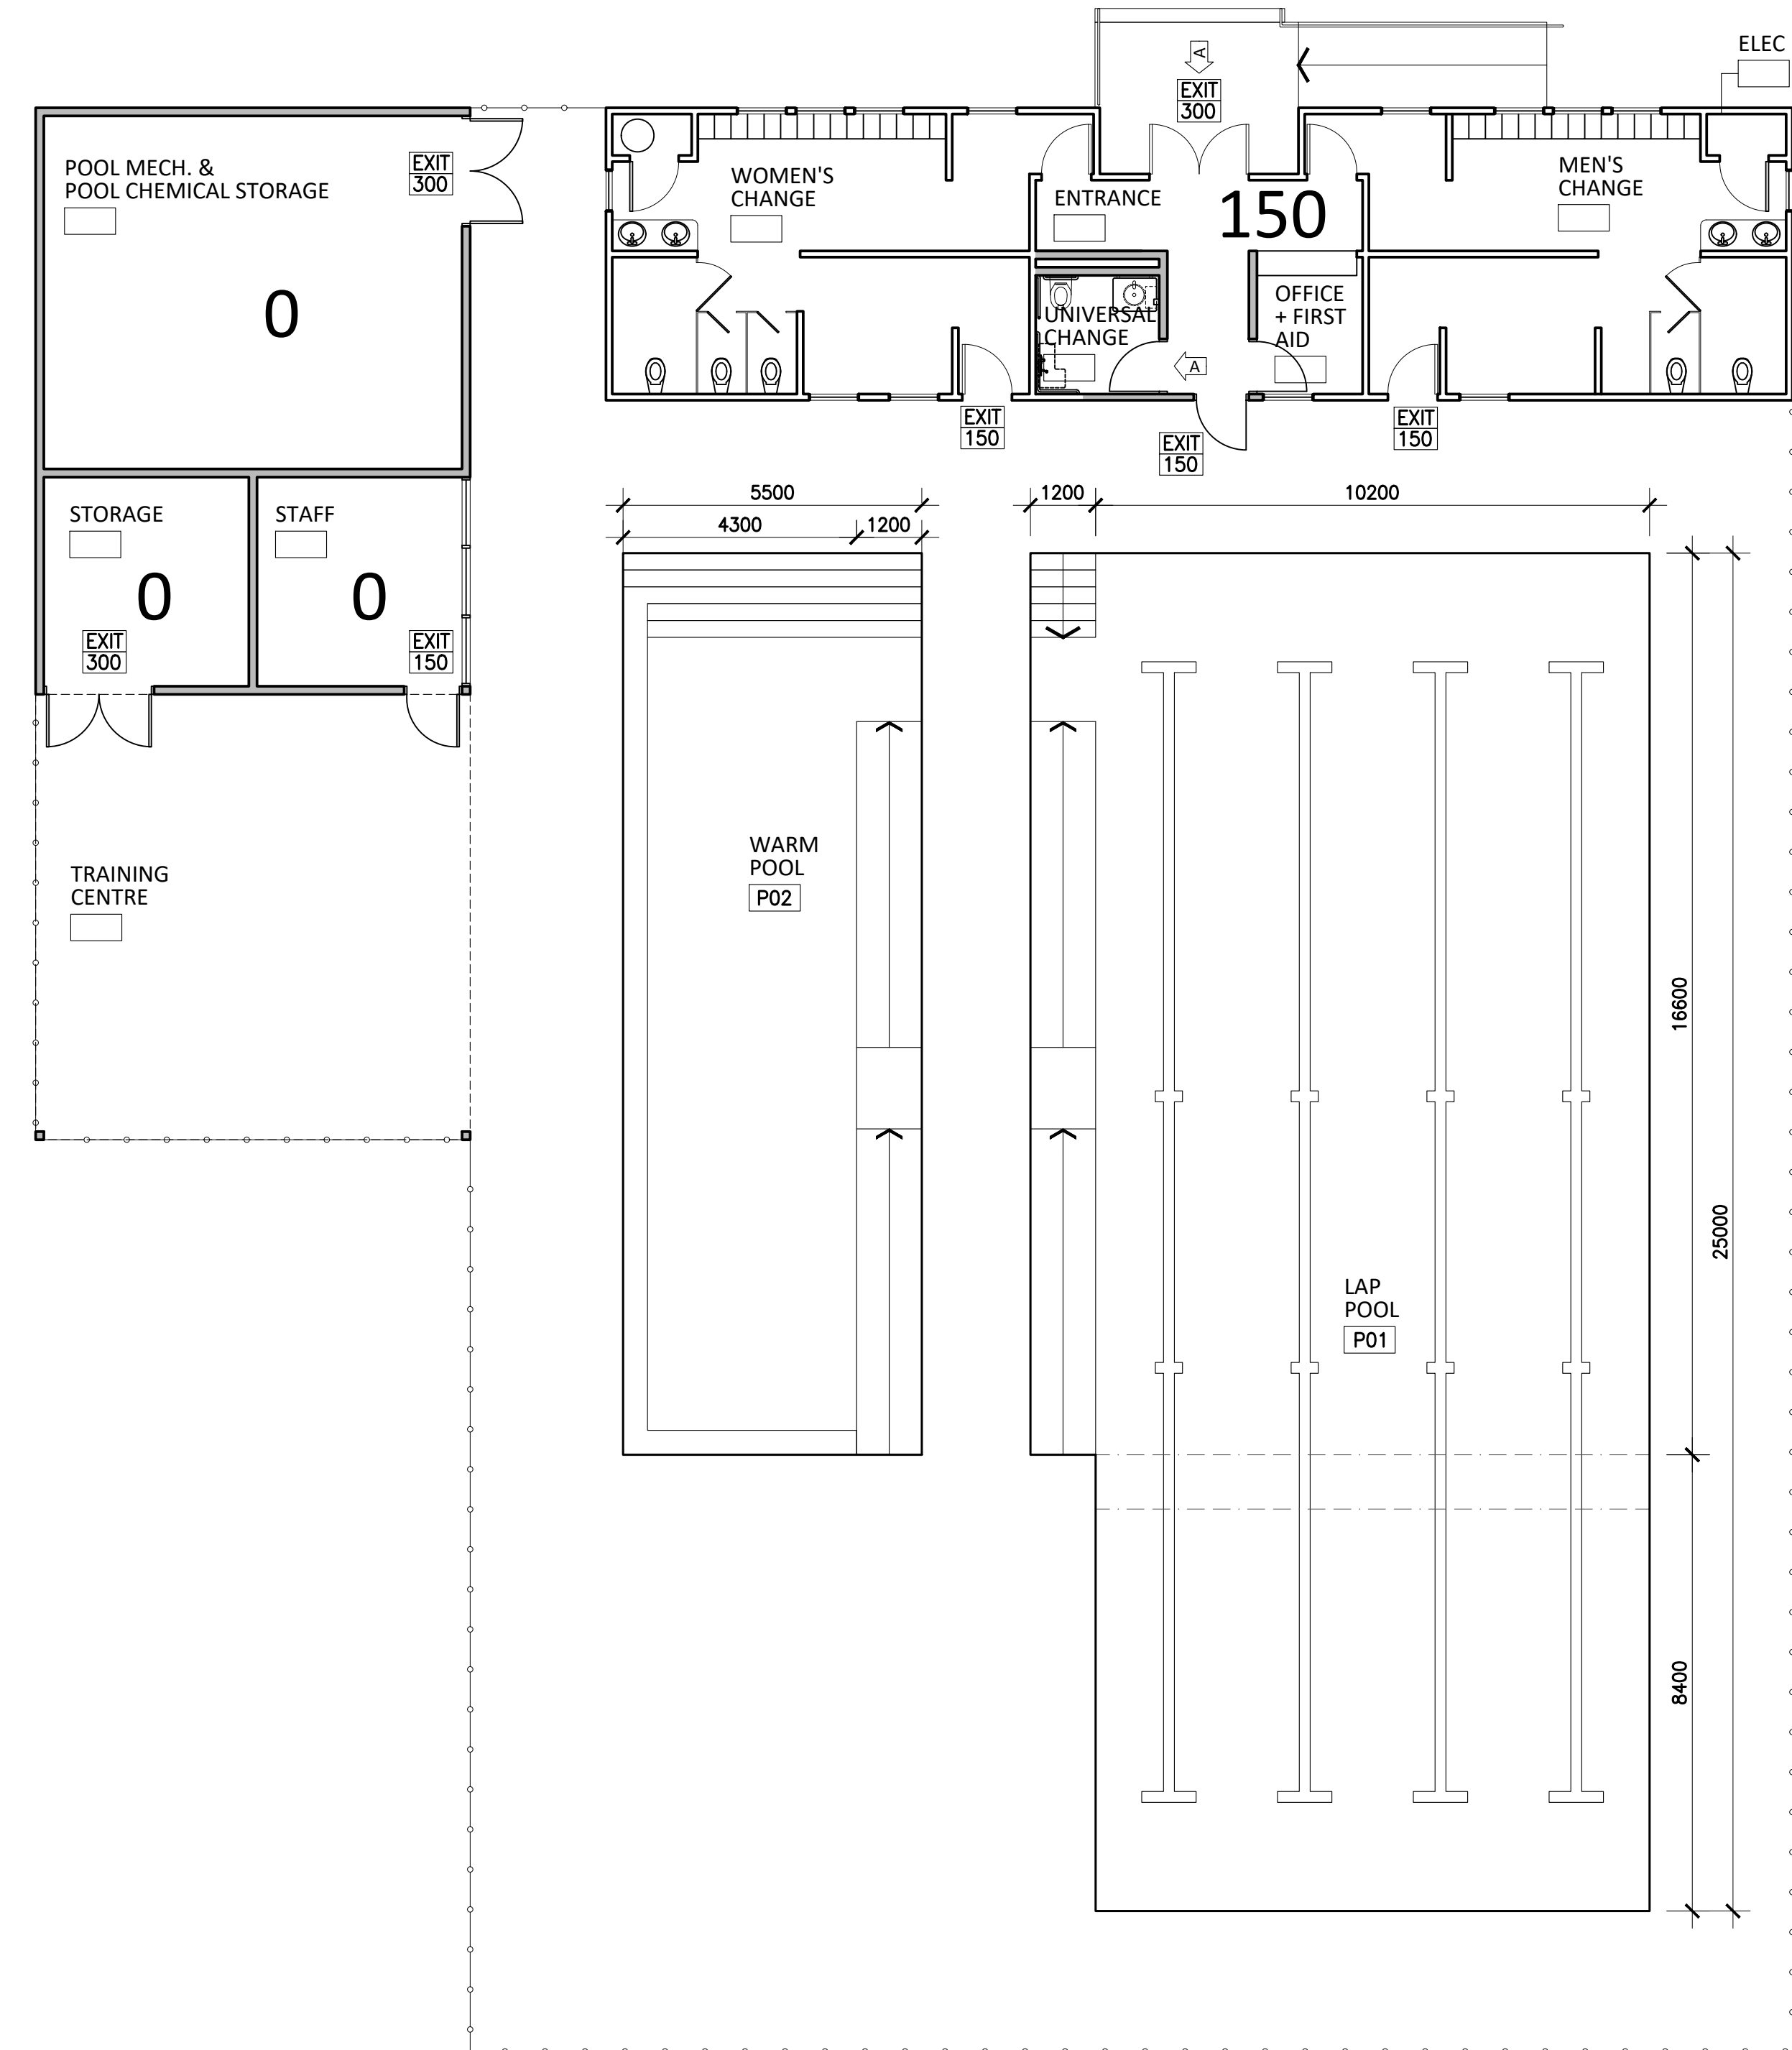 ELEC
A
EXIT
300
POOL MECH. &
POOL CHEMICAL STORAGE
EXIT
300
0
WOMEN'S
CHANGE
ENTRANCE
150
MEN'S
CHANGE
UNIVERSAL
CHANGE
A
OFFICE
+ FIRST
AID
EXIT
150
EXIT
150
EXIT
150
STORAGE
0
EXIT
300
STAFF
0
EXIT
150
5500
4300
1200
1200
10200
TRAINING
CENTRE
WARM
POOL
P02
16600
25000
LAP
POOL
P01
8400